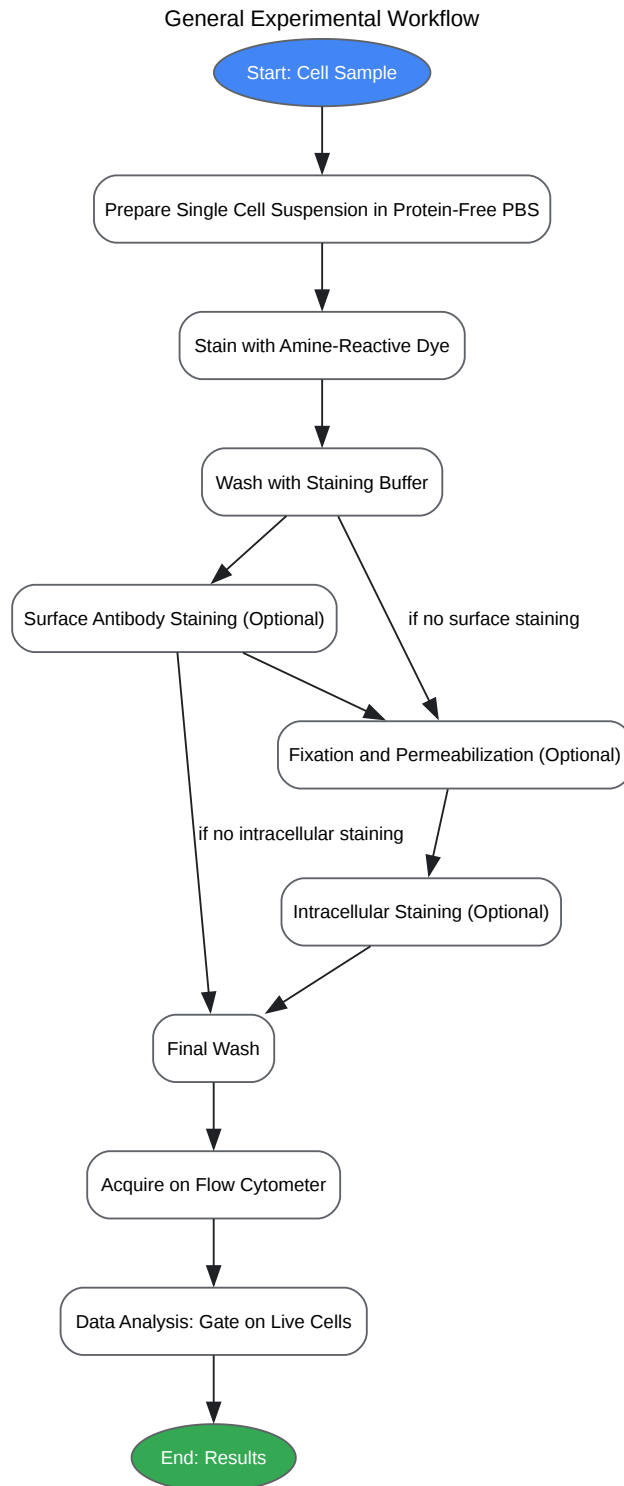 General Experimental Workflow
Start: Cell Sample
Prepare Single Cell Suspension in Protein-Free PBS
Stain with Amine-Reactive Dye
Wash with Staining Buffer
Surface Antibody Staining (Optional)
if no surface staining
Fixation and Permeabilization (Optional)
if no intracellular staining
Intracellular Staining (Optional)
Final Wash
Acquire on Flow Cytometer
Data Analysis: Gate on Live Cells
End: Results